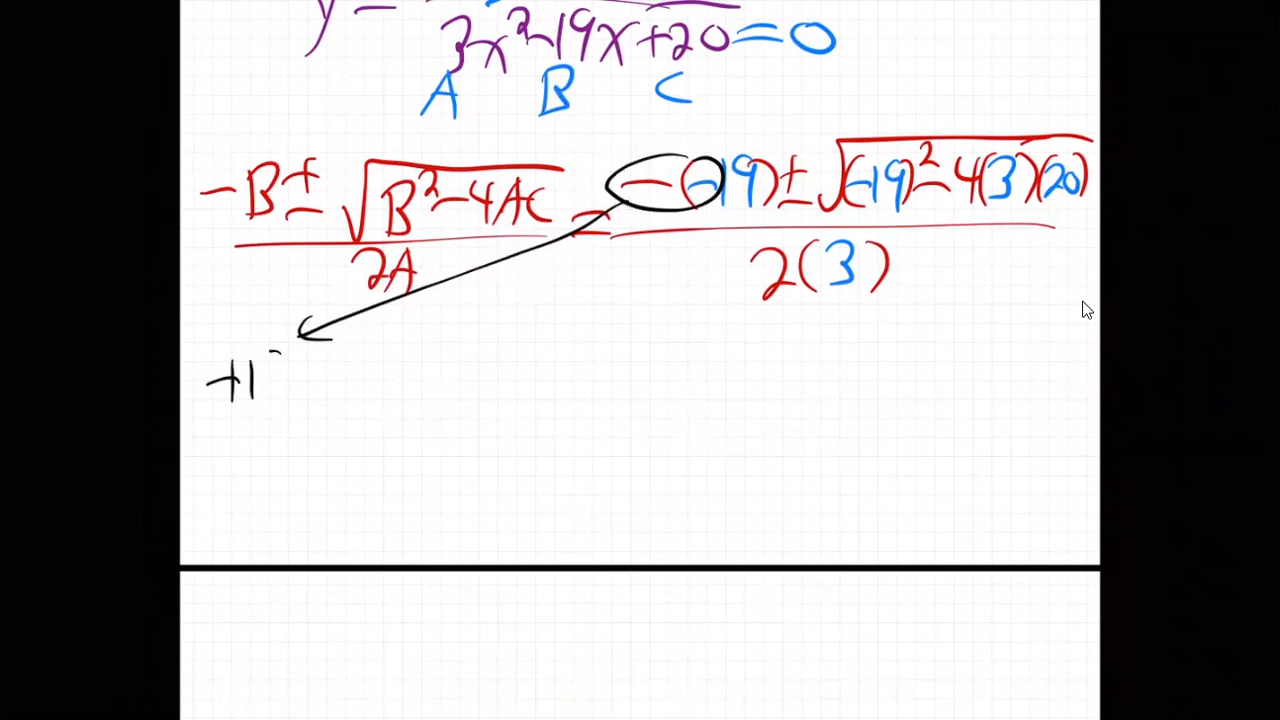 y =
3x²-19x+20=0
A B C
-B±√B²-4AC / 2A = -(-19)±√(-19)²-4(3)(20) / 2(3)
+1